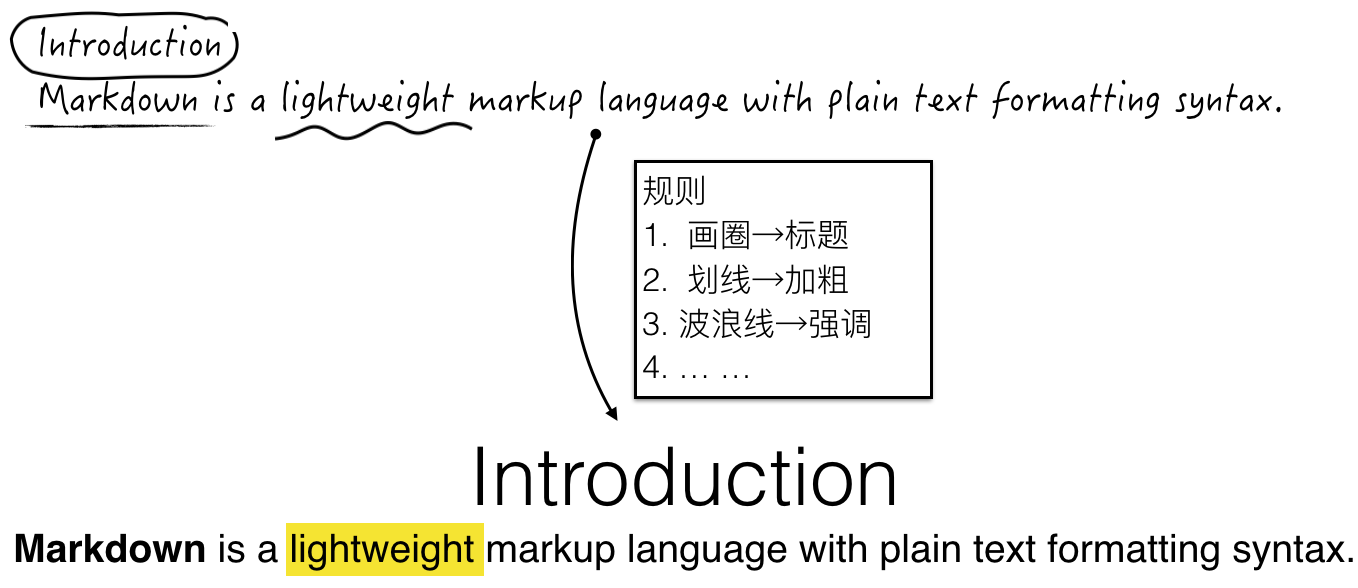 Introduction
Markdown is a lightweight markup language with plain text formatting syntax.
规则
1. 画圈→标题
2. 划线→加粗
3. 波浪线→强调
4. … …
Introduction
Markdown is a lightweight markup language with plain text formatting syntax.